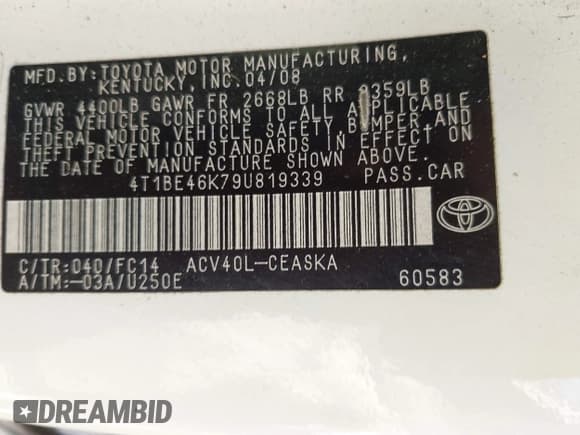 MFD. BY: TOYOTA MOTOR MANUFACTURING,
KENTUCKY, INC. 04/08
GVWR 4400LB GAWR FR 2668LB RR 2359LB
THIS VEHICLE CONFORMS TO ALL APPLICABLE
FEDERAL MOTOR VEHICLE SAFETY, BUMPER, AND
THEFT PREVENTION STANDARDS IN EFFECT ON
THE DATE OF MANUFACTURE SHOWN ABOVE.
4T1BE46K79U819339 PASS.CAR
C/TR:040/FC14 ACV40L-CEASKA
A/TM:-03A/U250E 60583
DREAMBID